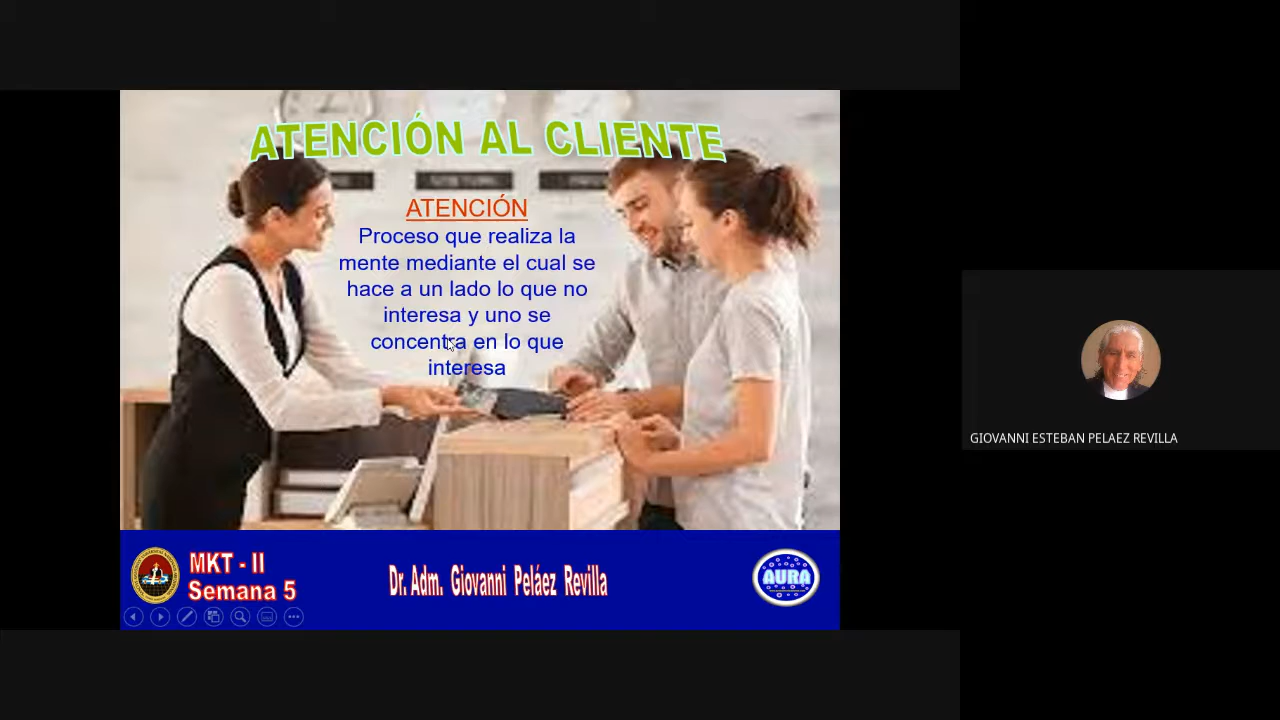 ATENCIÓN AL CLIENTE
ATENCIÓN
Proceso que realiza la
mente mediante el cual se
hace a un lado lo que no
interesa y uno se
concentra en lo que
interesa
MKT - II
Semana 5
Dr. Adm. Giovanni Peláez Revilla
AURA
GIOVANNI ESTEBAN PELAEZ REVILLA